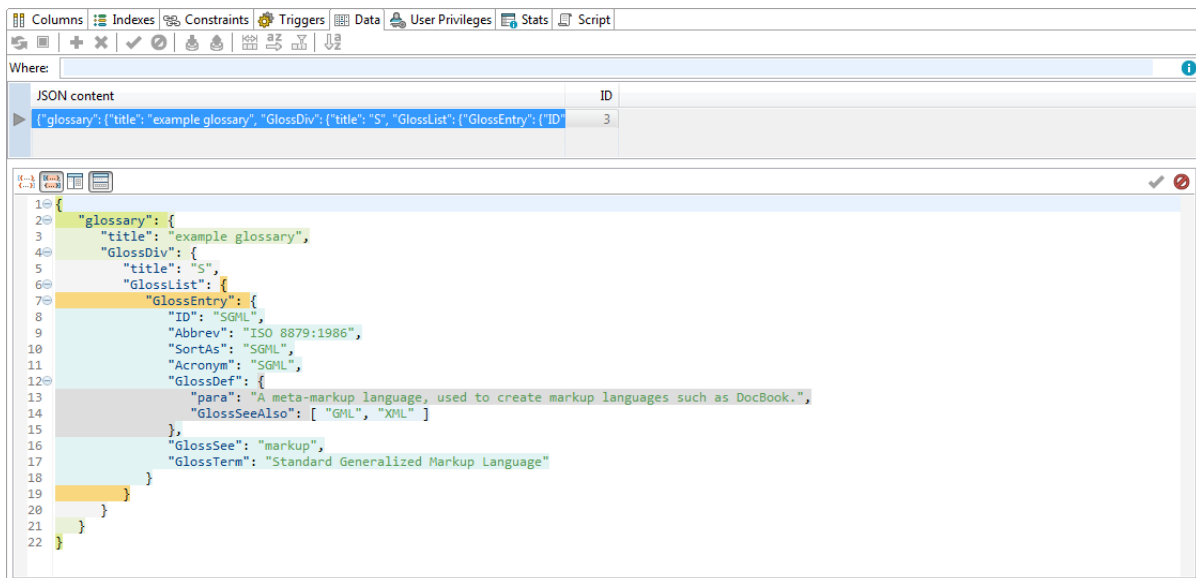 Columns Indexes Constraints Triggers Data User Privileges Stats Script
Where:
JSON content ID
{"glossary": {"title": "example glossary", "GlossDiv": {"title": "S", "GlossList": {"GlossEntry": {"ID" 3
1 {
2 "glossary": {
3 "title": "example glossary",
4 "GlossDiv": {
5 "title": "S",
6 "GlossList": {
7 "GlossEntry": {
8 "ID": "SGML",
9 "Abbrev": "ISO 8879:1986",
10 "SortAs": "SGML",
11 "Acronym": "SGML",
12 "GlossDef": {
13 "para": "A meta-markup language, used to create markup languages such as DocBook.",
14 "GlossSeeAlso": [ "GML", "XML" ]
15 },
16 "GlossSee": "markup",
17 "GlossTerm": "Standard Generalized Markup Language"
18 }
19 }
20 }
21 }
22 }